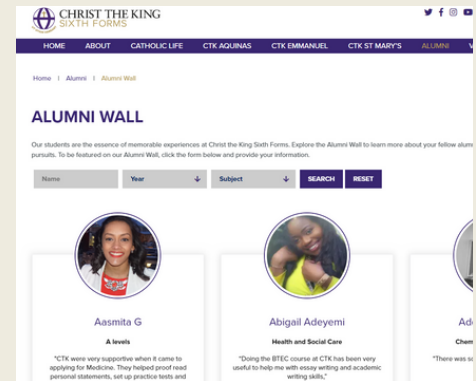 CHRIST THE KING
SIXTH FORMS
HOME ABOUT CATHOLIC LIFE CTK AQUINAS CTK EMMANUEL CTK ST MARY'S ALUMNI
Home | Alumni | Alumni Wall
ALUMNI WALL
Our students are the essence of memorable experiences at Christ the King Sixth Forms. Explore the Alumni Wall to learn more about your fellow
pursuits. To be featured on our Alumni Wall, click the form below and provide your information.
Name Year Subject SEARCH RESET
Aasmita G
A levels
"CTK were very supportive when it came to
applying for Medicine. They helped proof read
personal statements, set up practice tests and
Abigail Adeyemi
Health and Social Care
"Doing the BTEC course at CTK has been very
useful to help me with essay writing and academic
writing skills,"
"There was